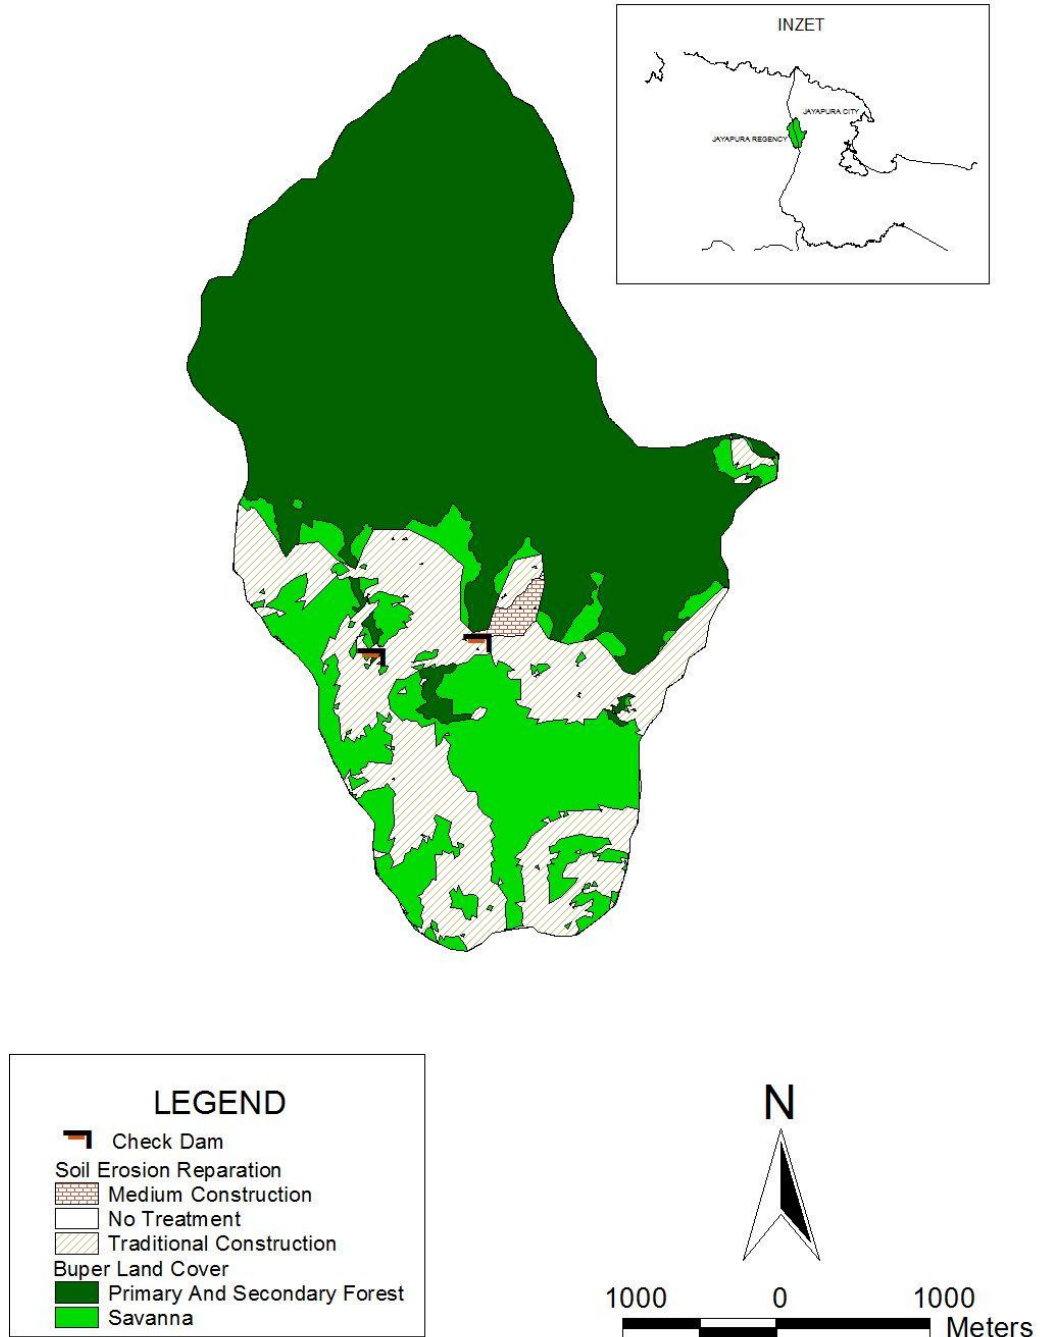 INZET
JAYAPURA CITY
JAYAPURA REGENCY
LEGEND
Check Dam
Soil Erosion Reparation
Medium Construction
No Treatment
Traditional Construction
Buper Land Cover
Primary And Secondary Forest
Savanna
N
1000 0 1000
Meters